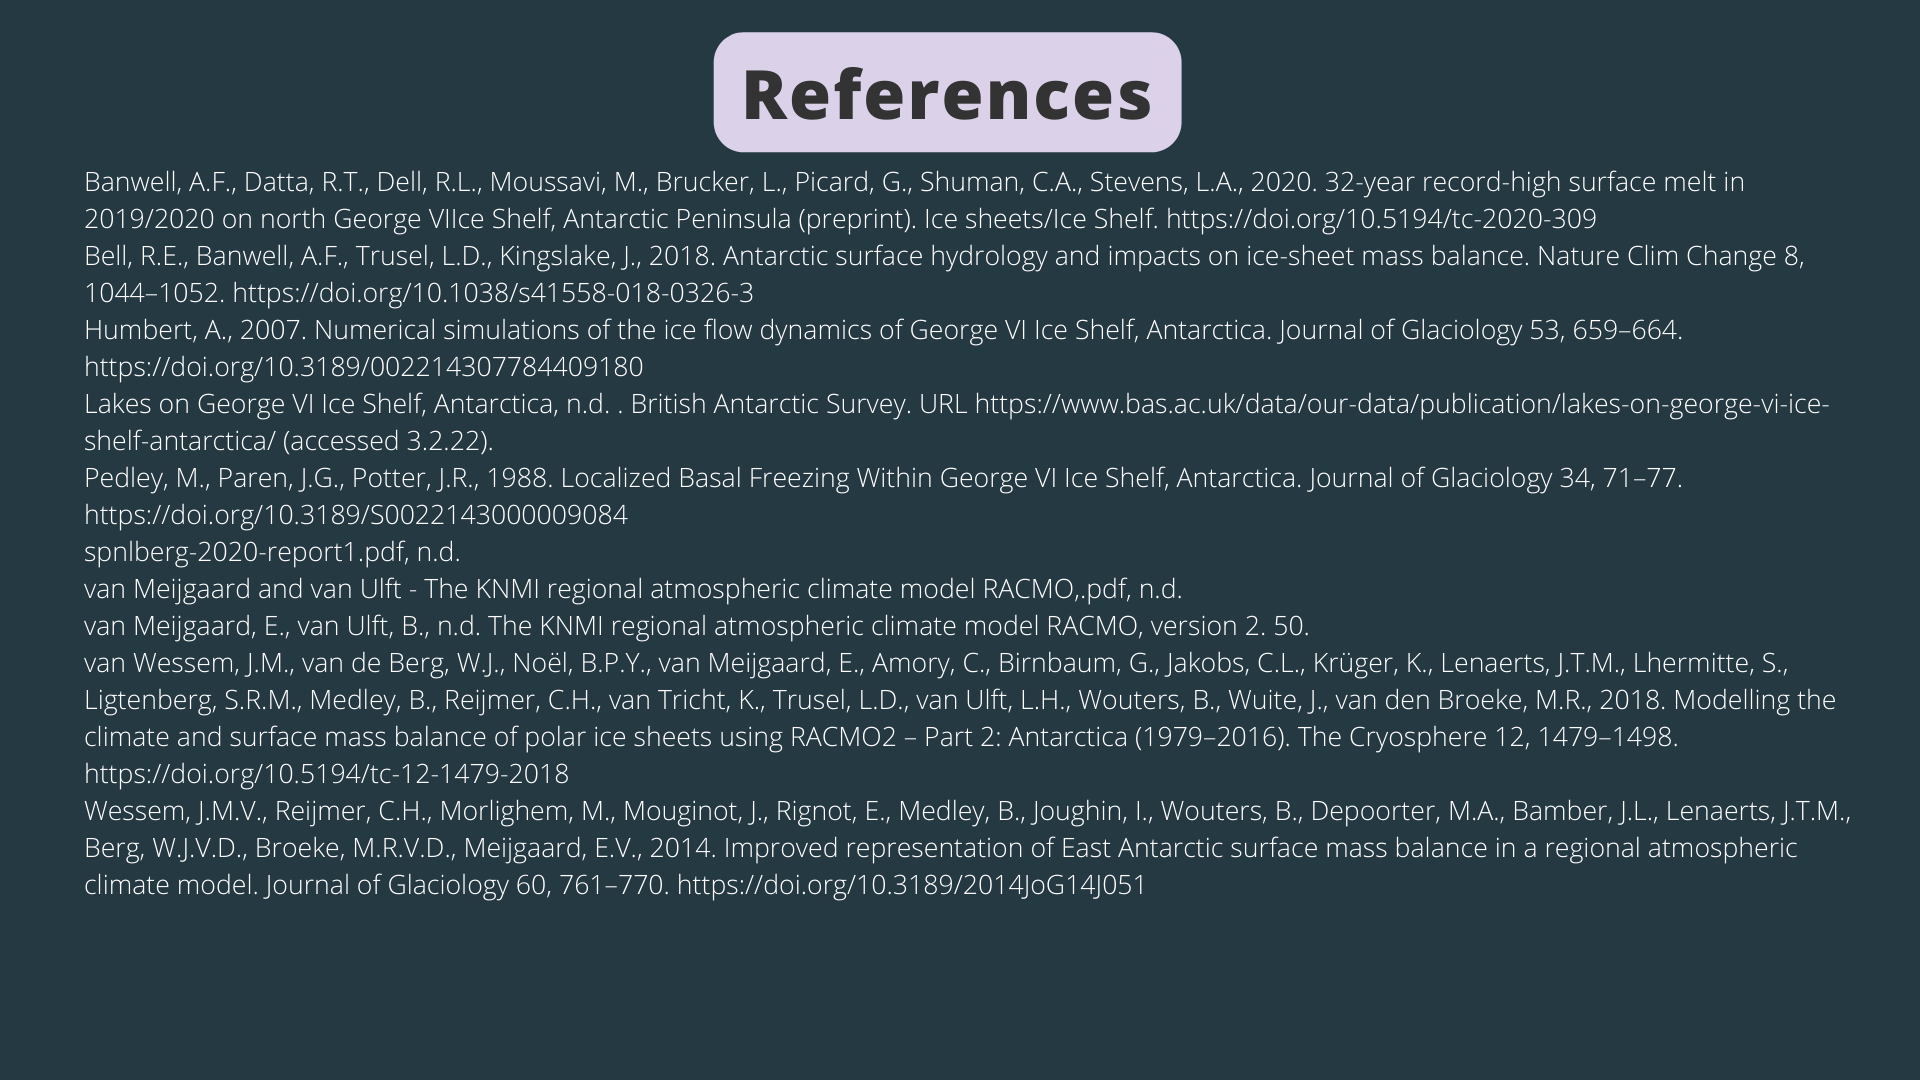 References
Banwell, A.F., Datta, R.T., Dell, R.L., Moussavi, M., Brucker, L., Picard, G., Shuman, C.A., Stevens, L.A., 2020. 32-year record-high surface melt in
2019/2020 on north George VIIce Shelf, Antarctic Peninsula (preprint). Ice sheets/Ice Shelf. https://doi.org/10.5194/tc-2020-309
Bell, R.E., Banwell, A.F., Trusel, L.D., Kingslake, J., 2018. Antarctic surface hydrology and impacts on ice-sheet mass balance. Nature Clim Change 8,
1044–1052. https://doi.org/10.1038/s41558-018-0326-3
Humbert, A., 2007. Numerical simulations of the ice flow dynamics of George VI Ice Shelf, Antarctica. Journal of Glaciology 53, 659–664.
https://doi.org/10.3189/002214307784409180
Lakes on George VI Ice Shelf, Antarctica, n.d. . British Antarctic Survey. URL https://www.bas.ac.uk/data/our-data/publication/lakes-on-george-vi-ice-
shelf-antarctica/ (accessed 3.2.22).
Pedley, M., Paren, J.G., Potter, J.R., 1988. Localized Basal Freezing Within George VI Ice Shelf, Antarctica. Journal of Glaciology 34, 71–77.
https://doi.org/10.3189/S0022143000009084
spnlberg-2020-report1.pdf, n.d.
van Meijgaard and van Ulft - The KNMI regional atmospheric climate model RACMO,.pdf, n.d.
van Meijgaard, E., van Ulft, B., n.d. The KNMI regional atmospheric climate model RACMO, version 2. 50.
van Wessem, J.M., van de Berg, W.J., Noël, B.P.Y., van Meijgaard, E., Amory, C., Birnbaum, G., Jakobs, C.L., Krüger, K., Lenaerts, J.T.M., Lhermitte, S.,
Ligtenberg, S.R.M., Medley, B., Reijmer, C.H., van Tricht, K., Trusel, L.D., van Ulft, L.H., Wouters, B., Wuite, J., van den Broeke, M.R., 2018. Modelling the
climate and surface mass balance of polar ice sheets using RACMO2 – Part 2: Antarctica (1979–2016). The Cryosphere 12, 1479–1498.
https://doi.org/10.5194/tc-12-1479-2018
Wessem, J.M.V., Reijmer, C.H., Morlighem, M., Mouginot, J., Rignot, E., Medley, B., Joughin, I., Wouters, B., Depoorter, M.A., Bamber, J.L., Lenaerts, J.T.M.,
Berg, W.J.V.D., Broeke, M.R.V.D., Meijgaard, E.V., 2014. Improved representation of East Antarctic surface mass balance in a regional atmospheric
climate model. Journal of Glaciology 60, 761–770. https://doi.org/10.3189/2014JoG14J051